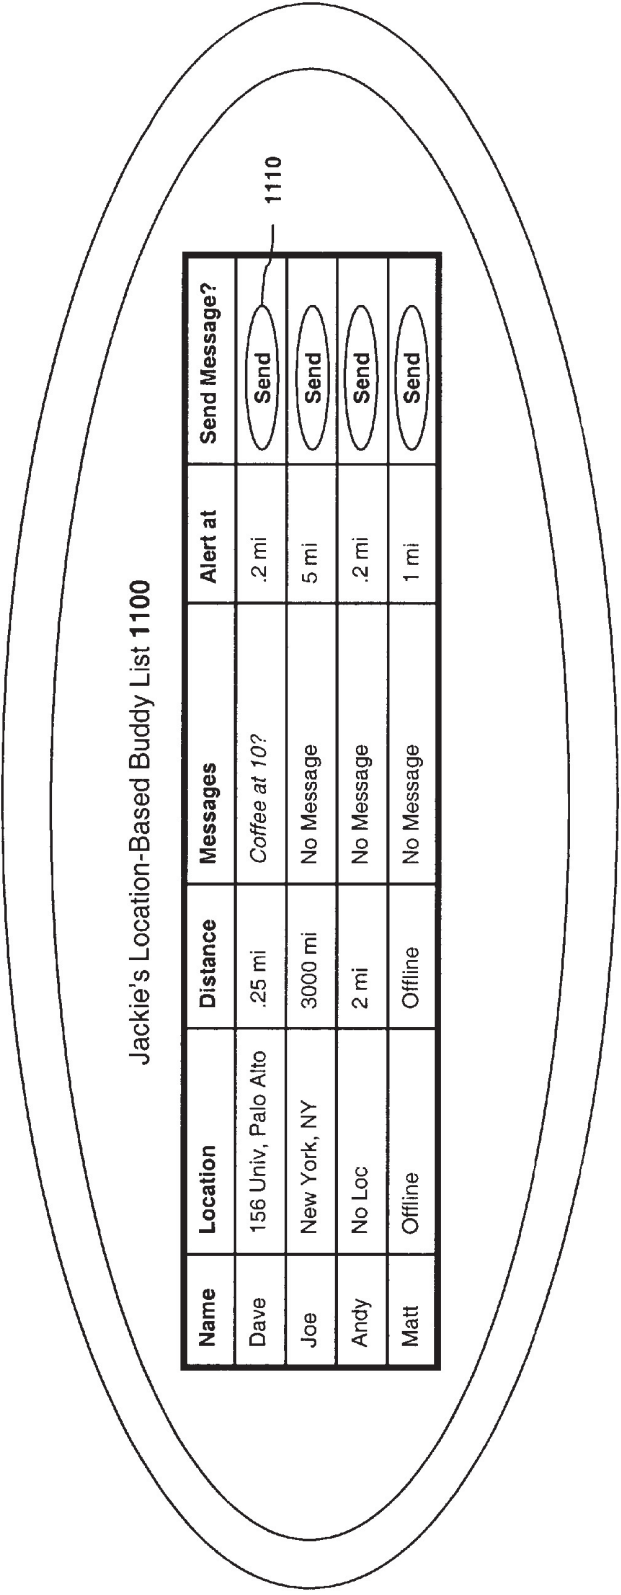 Jackie's Location-Based Buddy List 1100
Name Location Distance Messages Alert at Send Message?
Dave 156 Univ, Palo Alto .25 mi Coffee at 10? .2 mi Send
Joe New York, NY 3000 mi No Message 5 mi Send
Andy No Loc 2 mi No Message .2 mi Send
Matt Offline Offline No Message 1 mi Send
1110